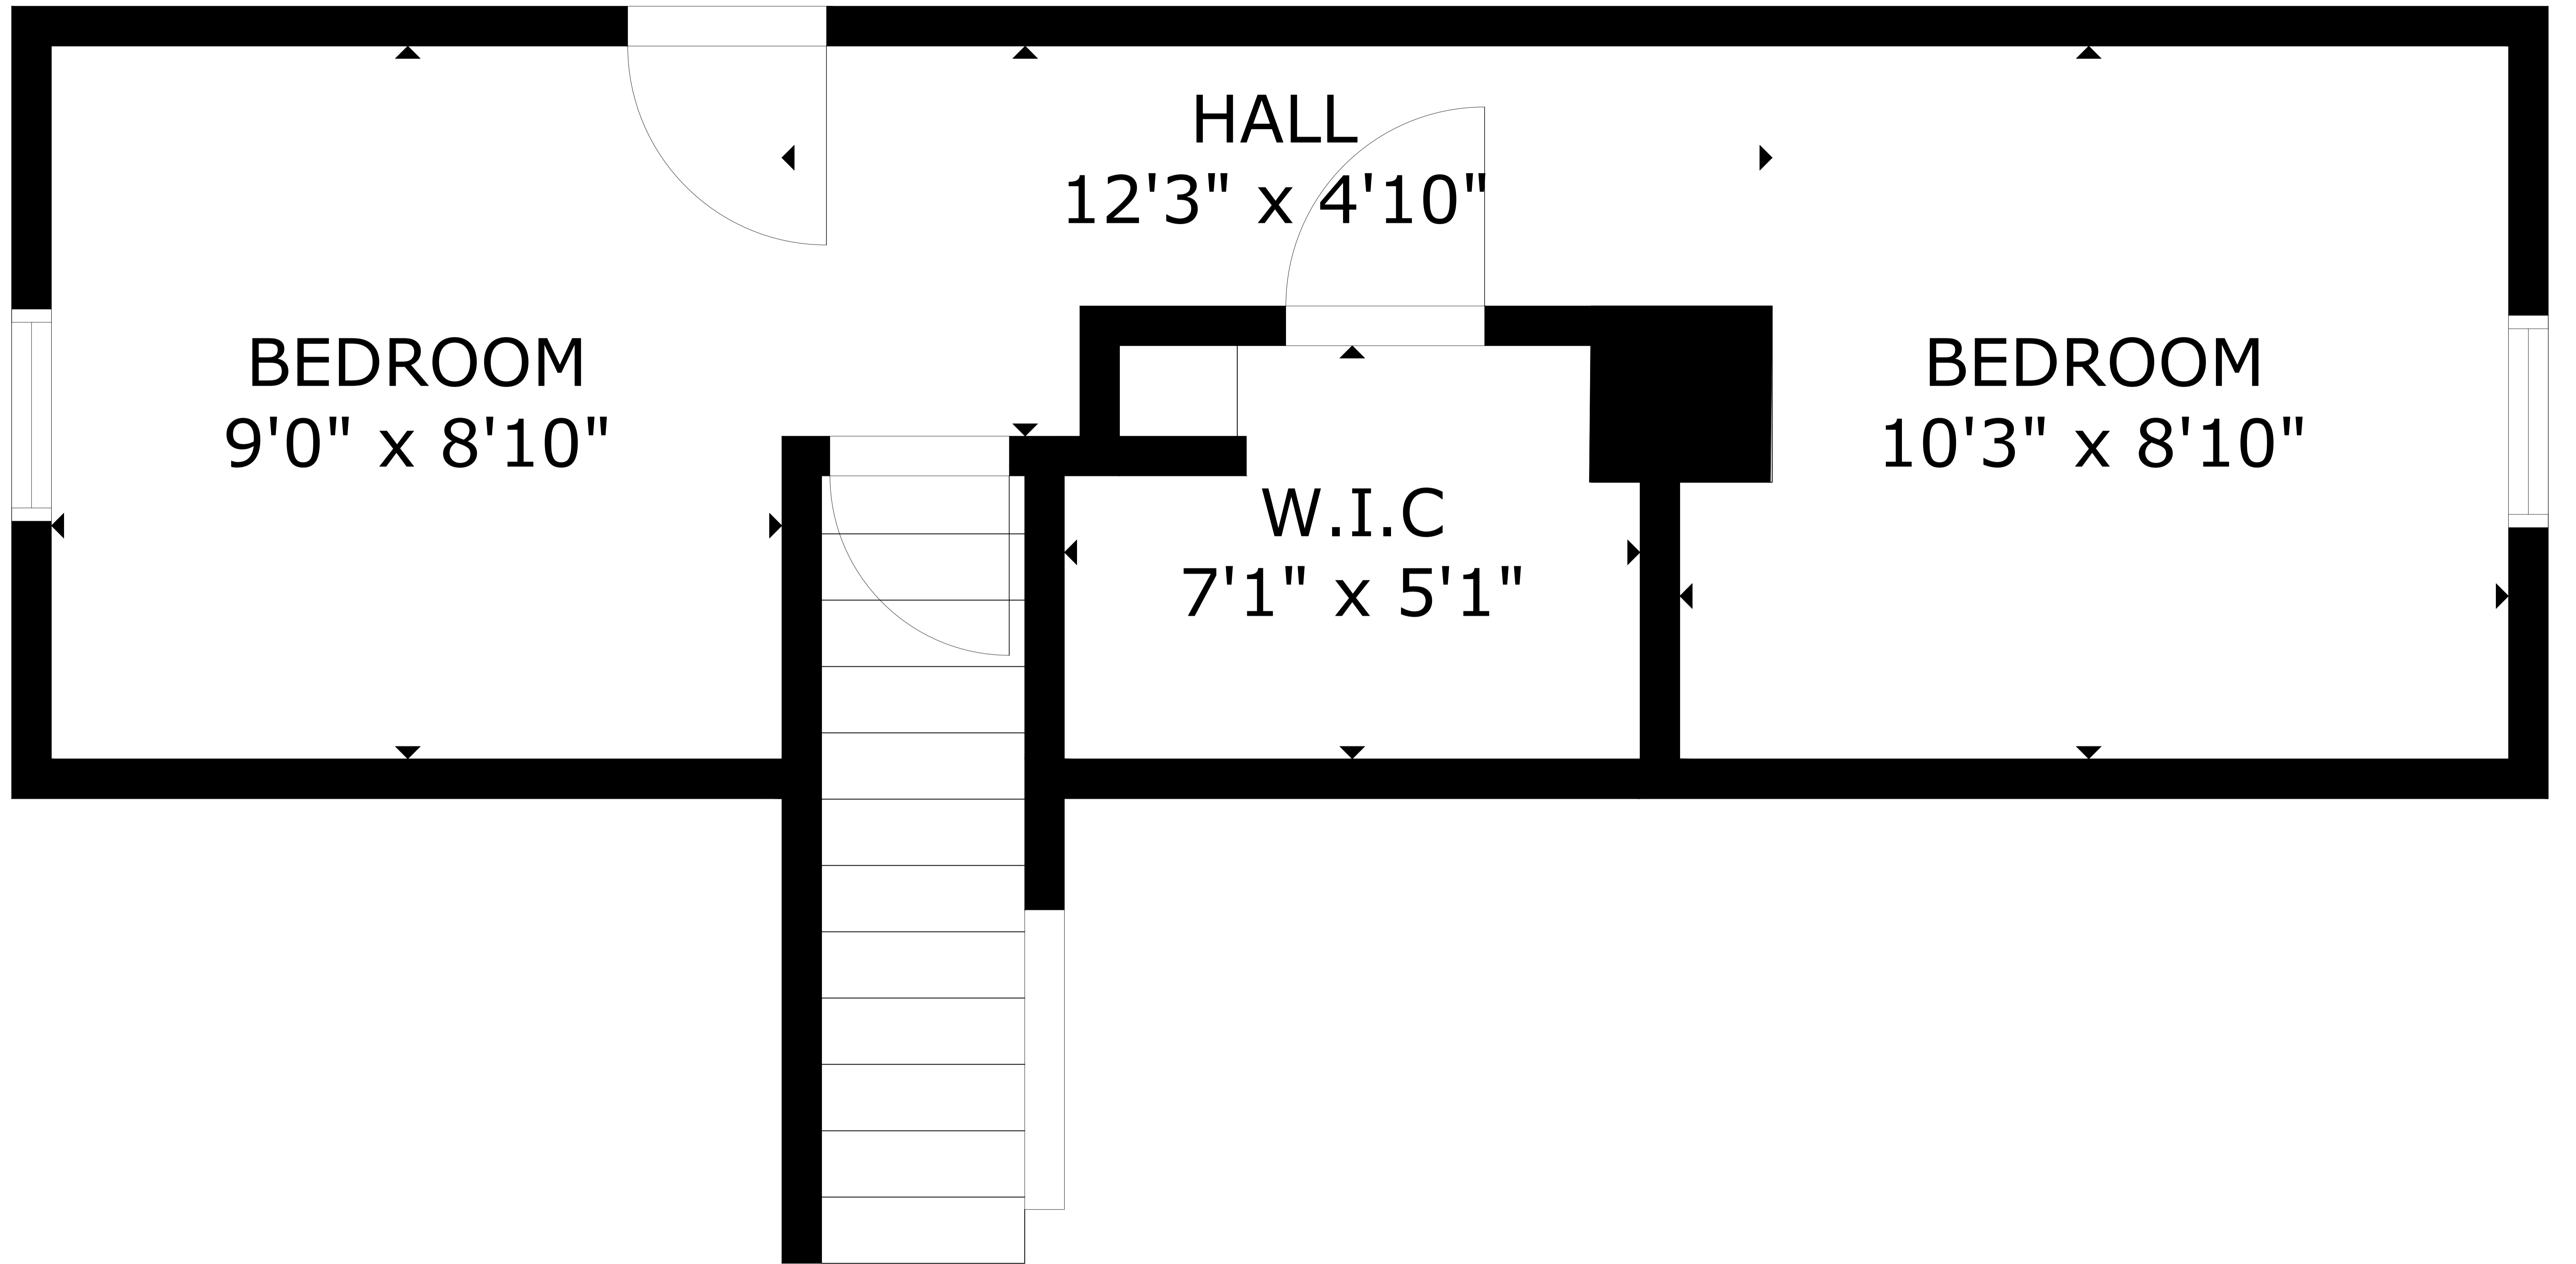 HALL
12'3" x 4'10"
BEDROOM
9'0" x 8'10"
BEDROOM
10'3" x 8'10"
W.I.C
7'1" x 5'1"